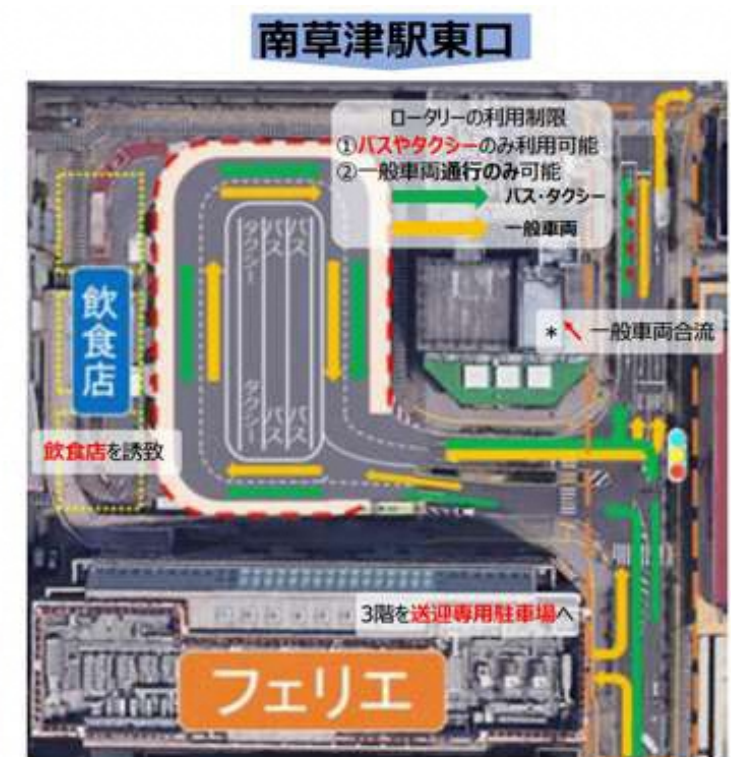 南草津駅東口
ロータリーの利用制限
①バスやタクシーのみ利用可能
②一般車両通行のみ可能
バス・タクシー
一般車両
タクシー
バス
バス
飲食店
* 一般車両合流
タクシー
バス
バス
飲食店を誘致
3階を送迎専用駐車場へ
フェリエ